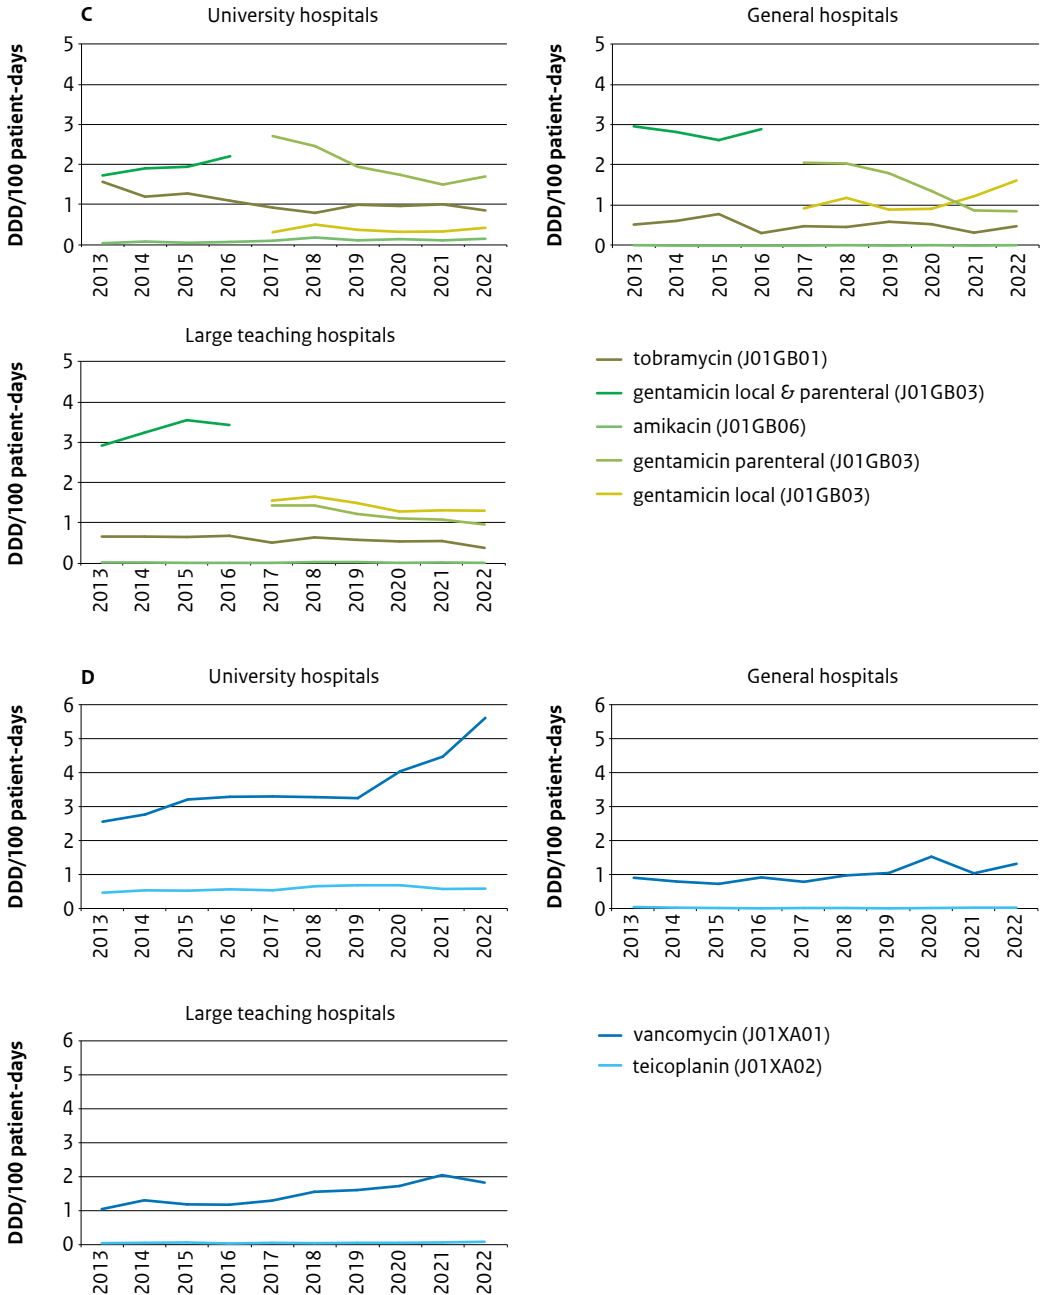 C
University hospitals
DDD/100 patient-days
5
4
3
2
1
0
2013 2014 2015 2016 2017 2018 2019 2020 2021 2022
General hospitals
DDD/100 patient-days
5
4
3
2
1
0
2013 2014 2015 2016 2017 2018 2019 2020 2021 2022
Large teaching hospitals
DDD/100 patient-days
5
4
3
2
1
0
2013 2014 2015 2016 2017 2018 2019 2020 2021 2022
tobramycin (J01GB01)
gentamicin local & parenteral (J01GB03)
amikacin (J01GB06)
gentamicin parenteral (J01GB03)
gentamicin local (J01GB03)
D
University hospitals
DDD/100 patient-days
6
5
4
3
2
1
0
2013 2014 2015 2016 2017 2018 2019 2020 2021 2022
General hospitals
DDD/100 patient-days
6
5
4
3
2
1
0
2013 2014 2015 2016 2017 2018 2019 2020 2021 2022
Large teaching hospitals
DDD/100 patient-days
6
5
4
3
2
1
0
2013 2014 2015 2016 2017 2018 2019 2020 2021 2022
vancomycin (J01XA01)
teicoplanin (J01XA02)